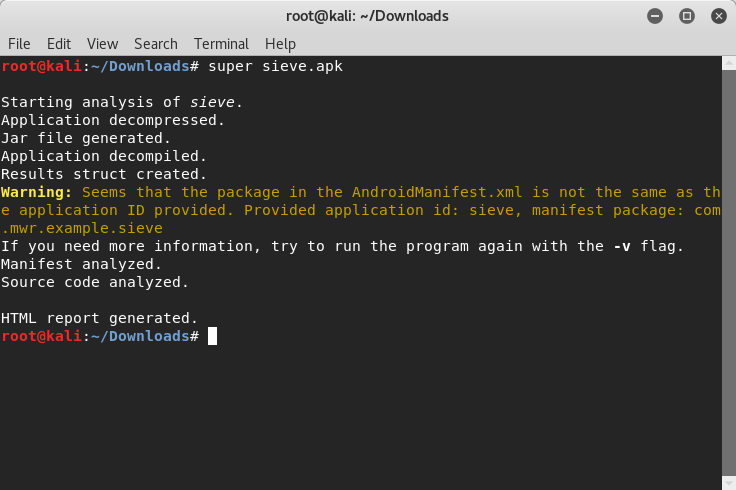 root@kali: ~/Downloads
File Edit View Search Terminal Help
root@kali:~/Downloads# super sieve.apk
Starting analysis of sieve.
Application decompressed.
Jar file generated.
Application decompiled.
Results struct created.
Warning: Seems that the package in the AndroidManifest.xml is not the same as th
e application ID provided. Provided application id: sieve, manifest package: com
.mwr.example.sieve
If you need more information, try to run the program again with the -v flag.
Manifest analyzed.
Source code analyzed.
HTML report generated.
root@kali:~/Downloads#